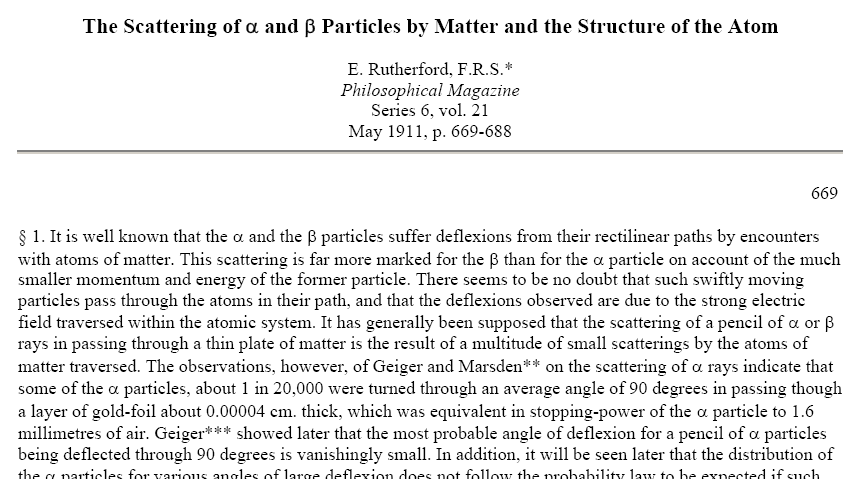 The Scattering of α and β Particles by Matter and the Structure of the Atom
E. Rutherford, F.R.S.*
Philosophical Magazine
Series 6, vol. 21
May 1911, p. 669-688
669
§ 1. It is well known that the α and the β particles suffer deflexions from their rectilinear paths by encounters
with atoms of matter. This scattering is far more marked for the β than for the α particle on account of the much
smaller momentum and energy of the former particle. There seems to be no doubt that such swiftly moving
particles pass through the atoms in their path, and that the deflexions observed are due to the strong electric
field traversed within the atomic system. It has generally been supposed that the scattering of a pencil of α or β
rays in passing through a thin plate of matter is the result of a multitude of small scatterings by the atoms of
matter traversed. The observations, however, of Geiger and Marsden** on the scattering of α rays indicate that
some of the α particles, about 1 in 20,000 were turned through an average angle of 90 degrees in passing though
a layer of gold-foil about 0.00004 cm. thick, which was equivalent in stopping-power of the α particle to 1.6
millimetres of air. Geiger*** showed later that the most probable angle of deflexion for a pencil of α particles
being deflected through 90 degrees is vanishingly small. In addition, it will be seen later that the distribution of
the α particles for various angles of large deflexion does not follow the probability law to be expected if such